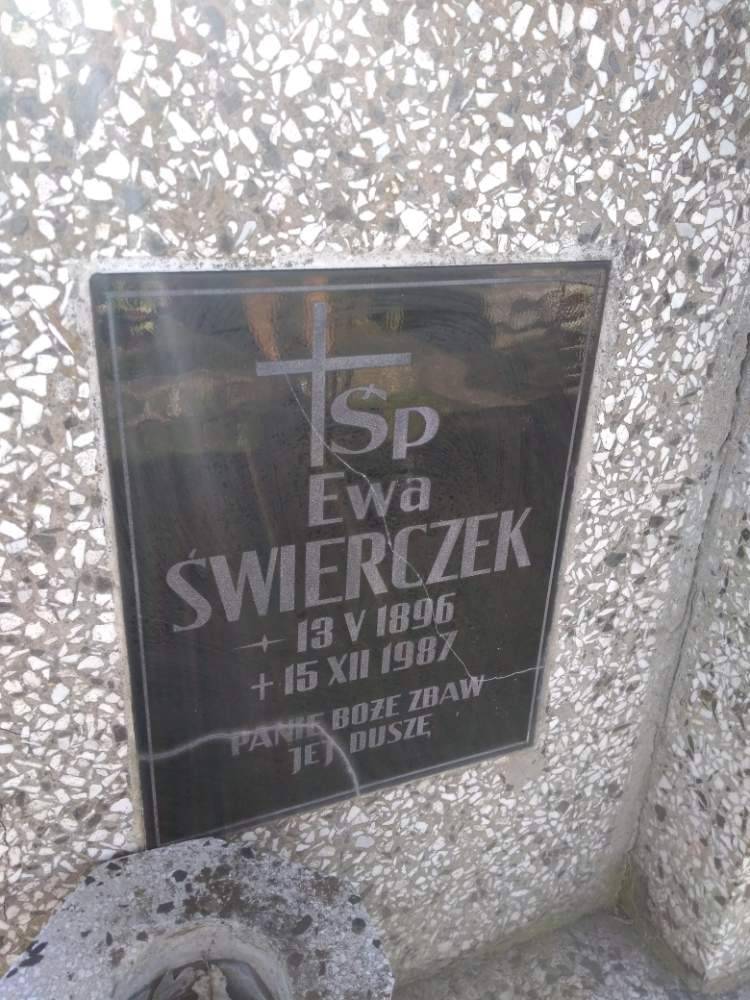 Śp
Ewa
ŚWIERCZEK
13 V 1896
+ 15 XII 1987
PANIE BOŻE ZBAW
JEJ DUSZĘ